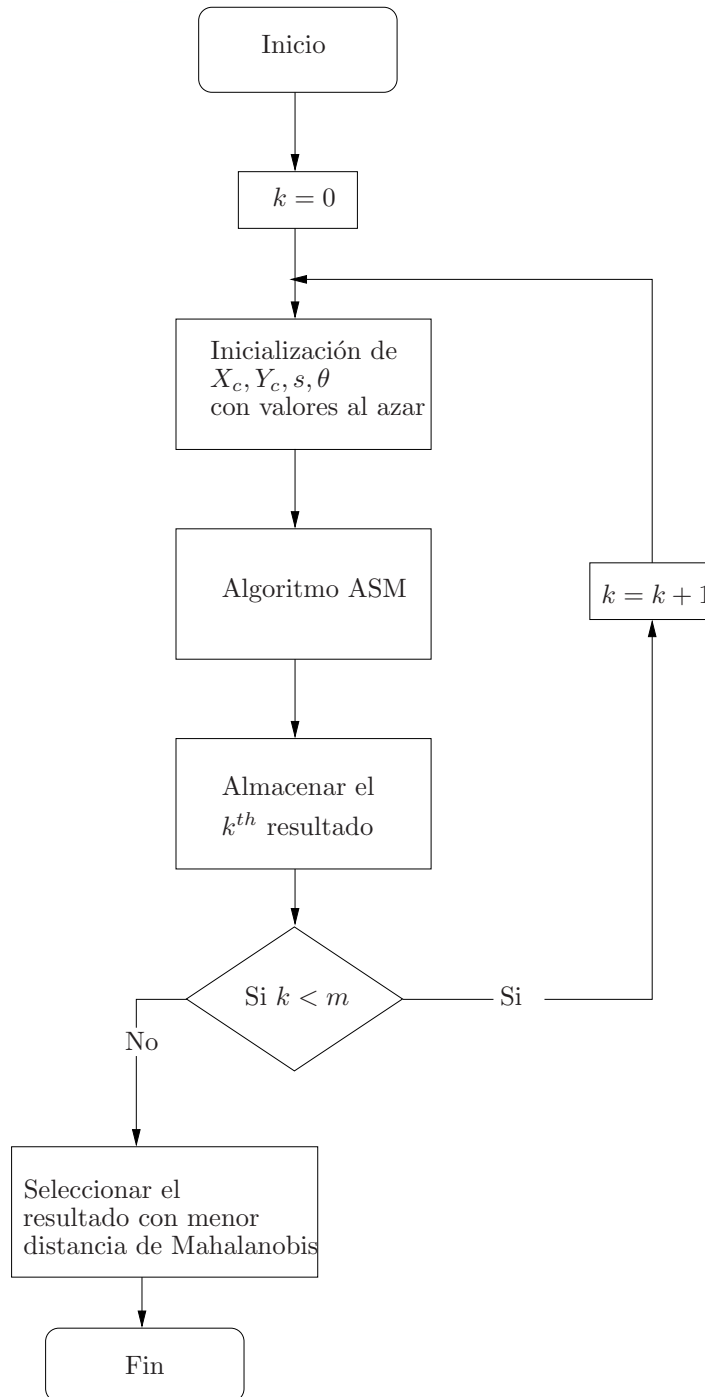 Inicio
k = 0
Inicialización de
X_c, Y_c, s, θ
con valores al azar
Algoritmo ASM
k = k + 1
Almacenar el
k^{th} resultado
Si k < m
Si
No
Seleccionar el
resultado con menor
distancia de Mahalanobis
Fin